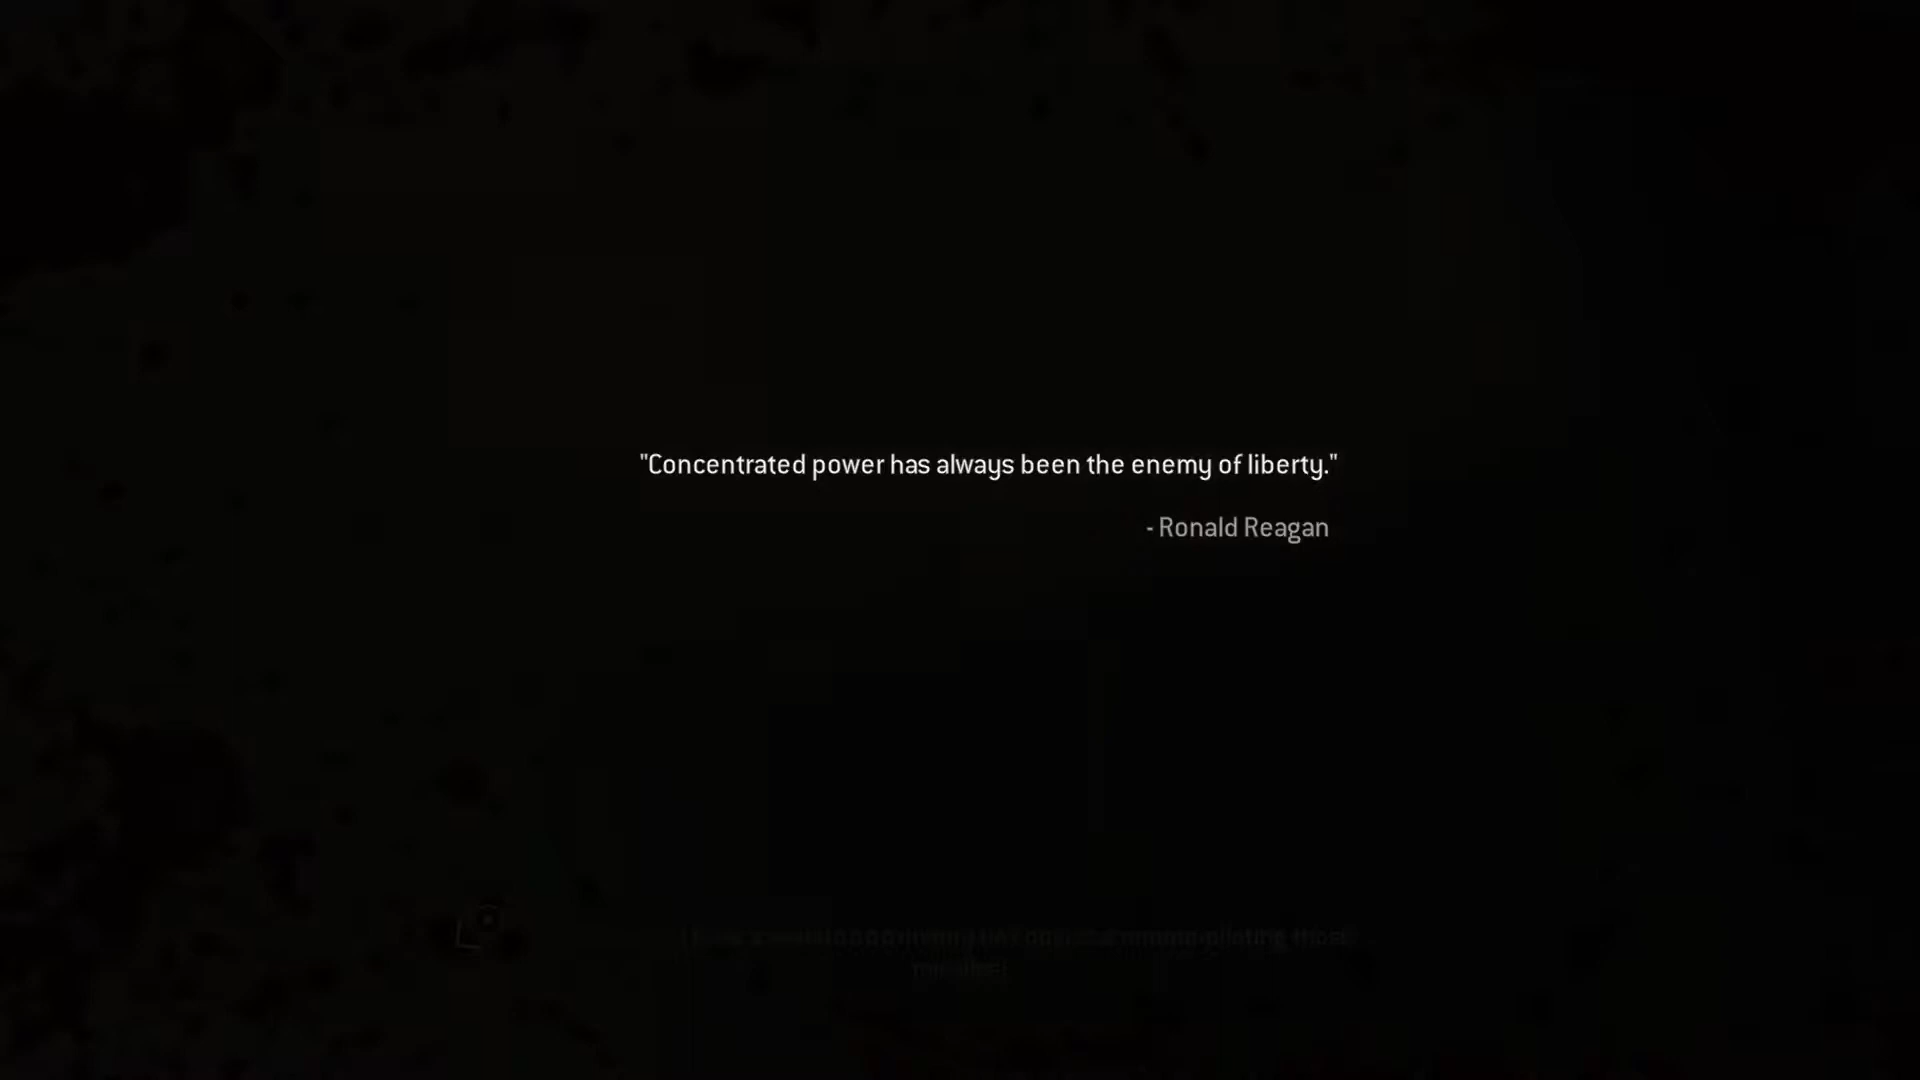 "Concentrated power has always been the enemy of liberty."
- Ronald Reagan